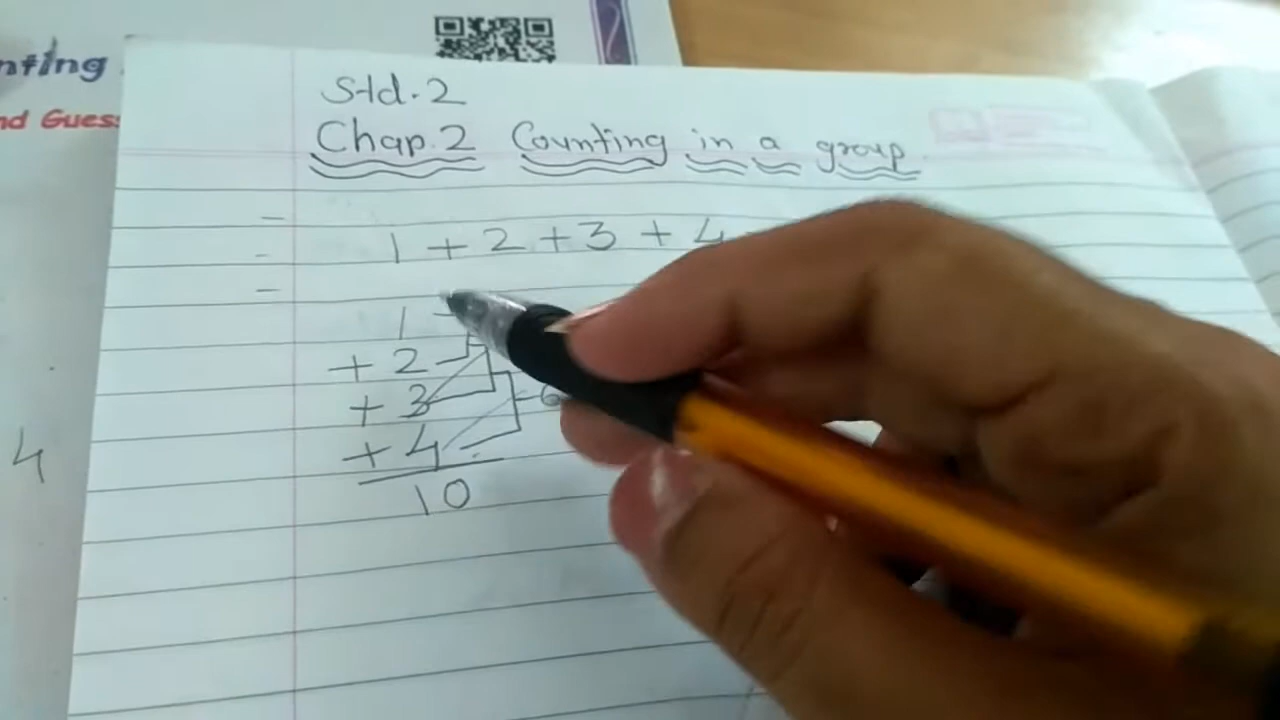 nting
nd Guess
Std. 2
Chap. 2 Counting in a group
1 + 2 + 3 + 4
1
+ 2
+ 3
+ 4
6
10
4